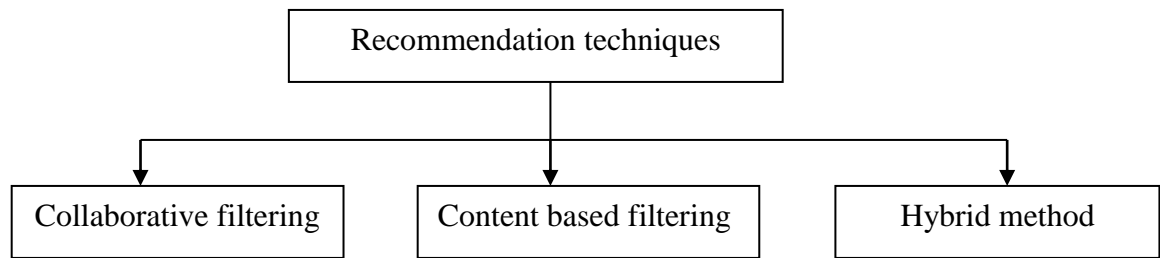 Recommendation techniques
Collaborative filtering
Content based filtering
Hybrid method